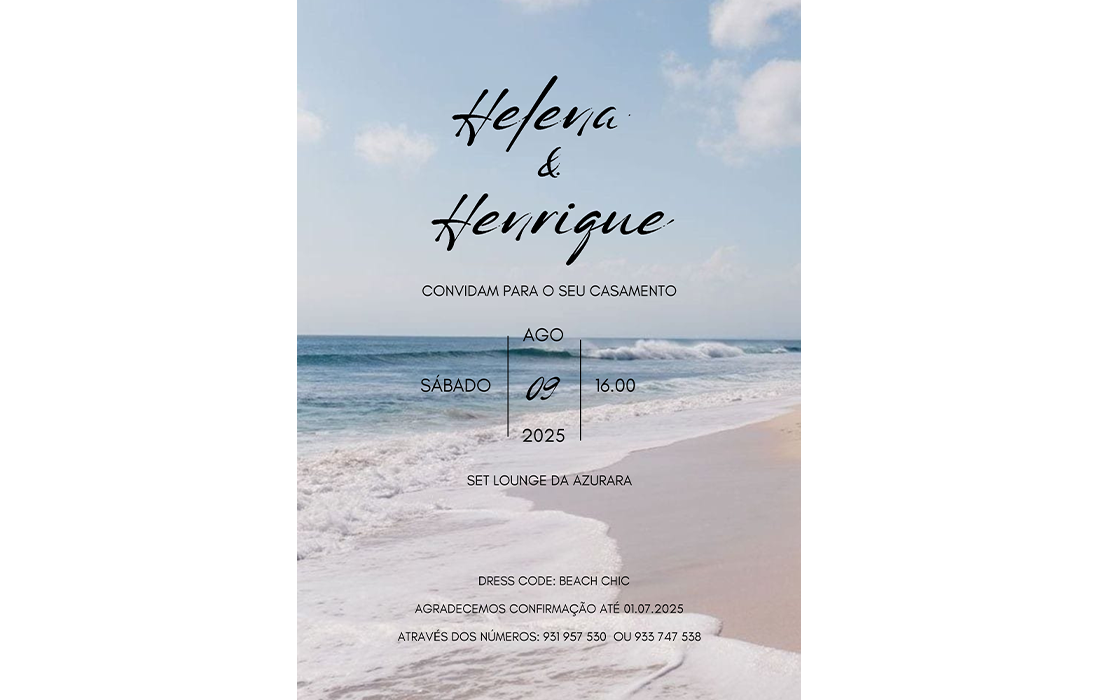 Helena
&
Henrique
CONVIDAM PARA O SEU CASAMENTO
AGO
SÁBADO 09 16.00
2025
SET LOUNGE DA AZURARA
DRESS CODE: BEACH CHIC
AGRADECEMOS CONFIRMAÇÃO ATÉ 01.07.2025
ATRAVÉS DOS NÚMEROS: 931 957 530 OU 933 747 538